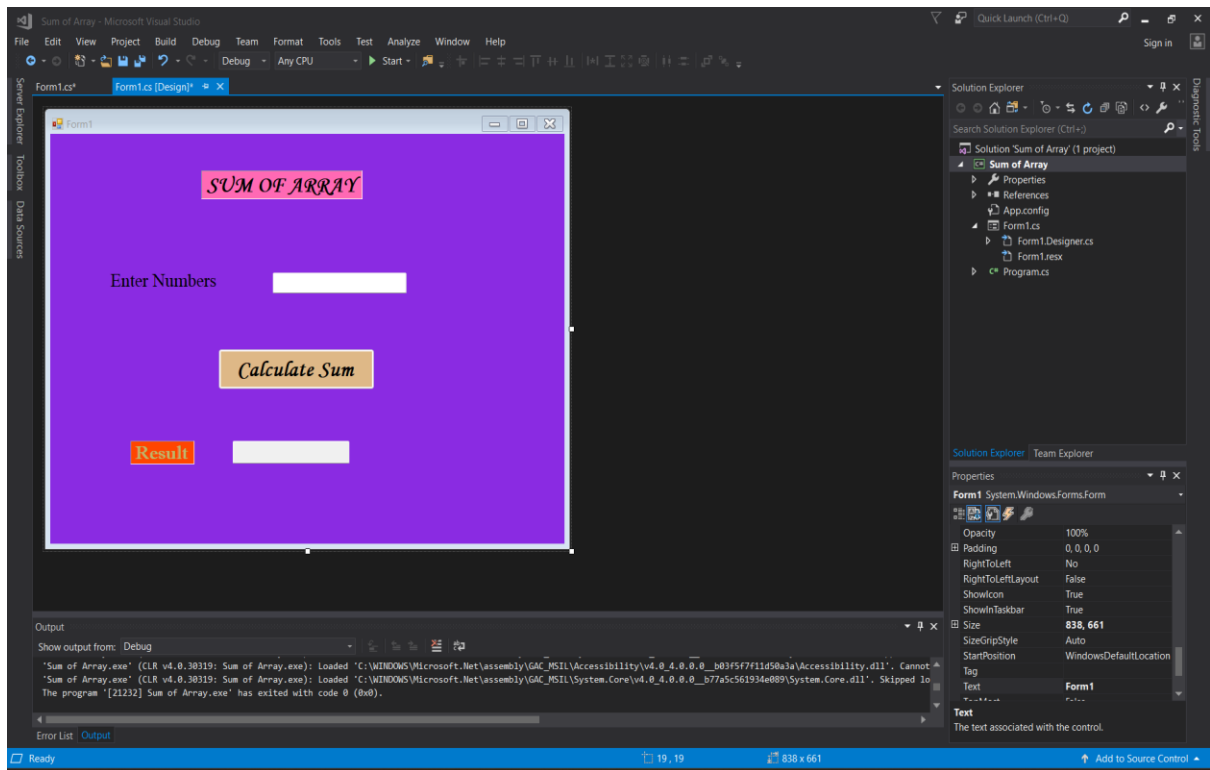 Sum of Array - Microsoft Visual Studio
Quick Launch (Ctrl+Q)
File Edit View Project Build Debug Team Format Tools Test Analyze Window Help
Sign in
Debug Any CPU Start
Server Explorer
Toolbox
Data Sources
Form1.cs*
Form1.cs [Design]*
Form1
SUM OF ARRAY
Enter Numbers
Calculate Sum
Result
Solution Explorer
Search Solution Explorer (Ctrl+;)
Solution 'Sum of Array' (1 project)
Sum of Array
Properties
References
App.config
Form1.cs
Form1.Designer.cs
Form1.resx
Program.cs
Solution Explorer Team Explorer
Diagnostic Tools
Properties
Form1 System.Windows.Forms.Form
Opacity 100%
Padding 0, 0, 0, 0
RightToLeft No
RightToLeftLayout False
ShowIcon True
ShowInTaskbar True
Size 838, 661
SizeGripStyle Auto
StartPosition WindowsDefaultLocation
Tag
Text Form1
Text
The text associated with the control.
Output
Show output from: Debug
'Sum of Array.exe' (CLR v4.0.30319: Sum of Array.exe): Loaded 'C:\WINDOWS\Microsoft.Net\assembly\GAC_MSIL\Accessibility\v4.0_4.0.0.0__b03f5f7f11d50a3a\Accessibility.dll'. Cannot
'Sum of Array.exe' (CLR v4.0.30319: Sum of Array.exe): Loaded 'C:\WINDOWS\Microsoft.Net\assembly\GAC_MSIL\System.Core\v4.0_4.0.0.0__b77a5c561934e089\System.Core.dll'. Skipped lo
The program '[21232] Sum of Array.exe' has exited with code 0 (0x0).
Error List Output
Ready
19 , 19
838 x 661
Add to Source Control